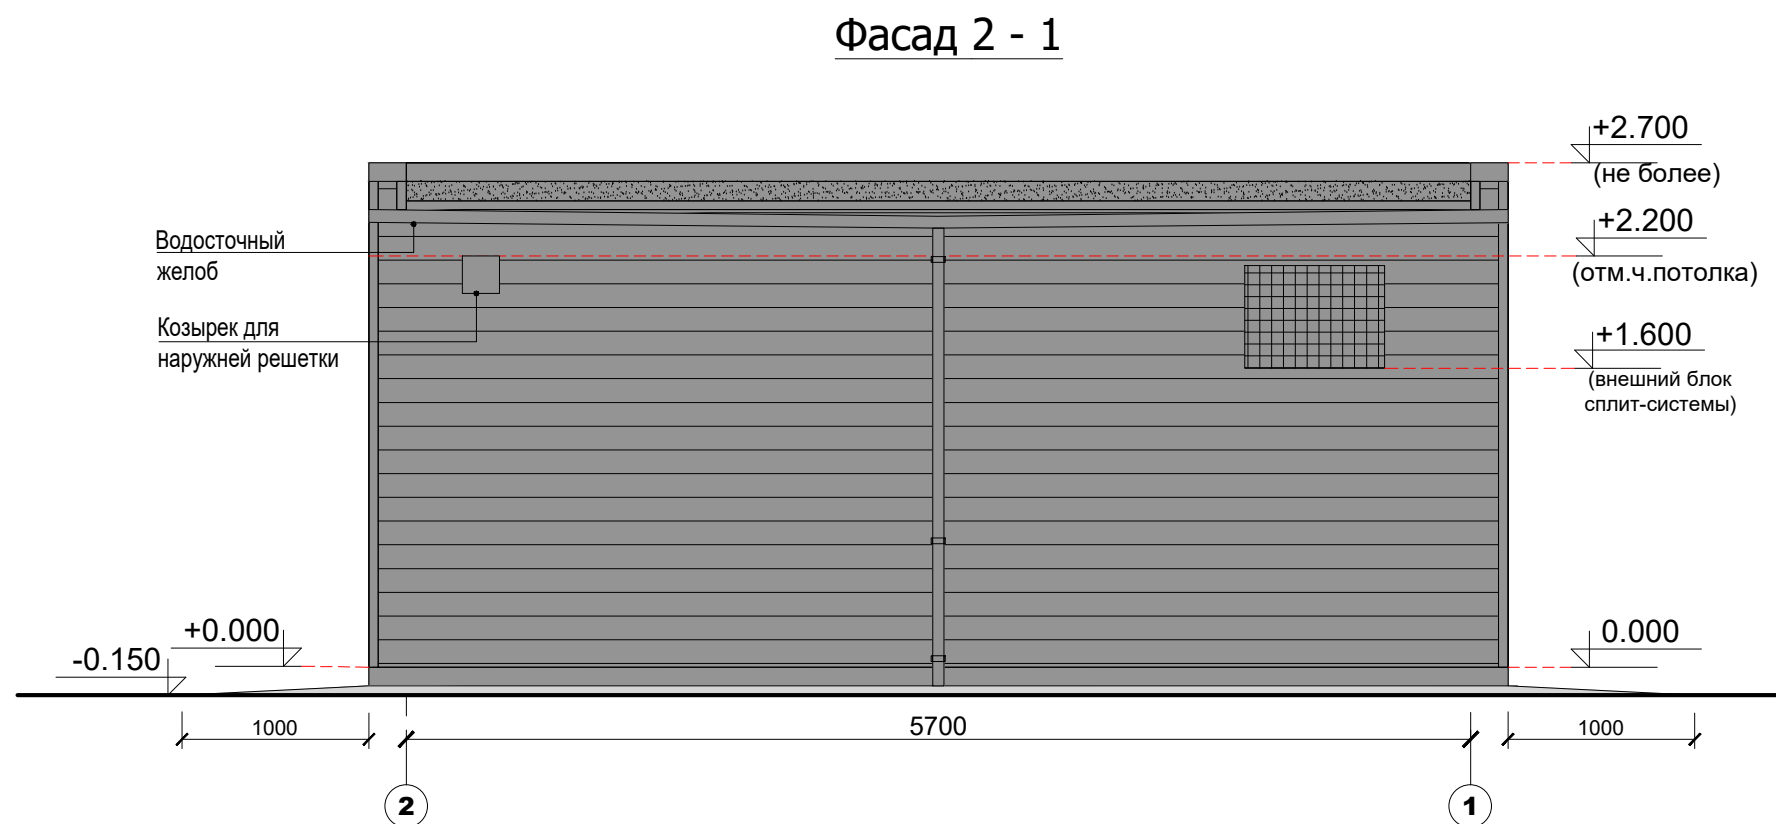 Фасад 2 - 1
+2.700
(не более)
Водосточный
желоб
+2.200
(отм.ч.потолка)
Козырек для
наружней решетки
+1.600
(внешний блок
сплит-системы)
+0.000
-0.150
0.000
1000
5700
1000
2
1